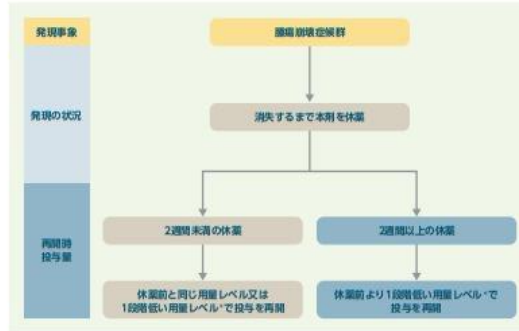 発現事象
腫瘍崩壊症候群
発現の状況
消失するまで本剤を休薬
再開時
投与量
2週間未満の休薬
2週間以上の休薬
休薬前と同じ用量レベル又は
1段階低い用量レベル*で投与を再開
休薬前より1段階低い用量レベル*で
投与を再開